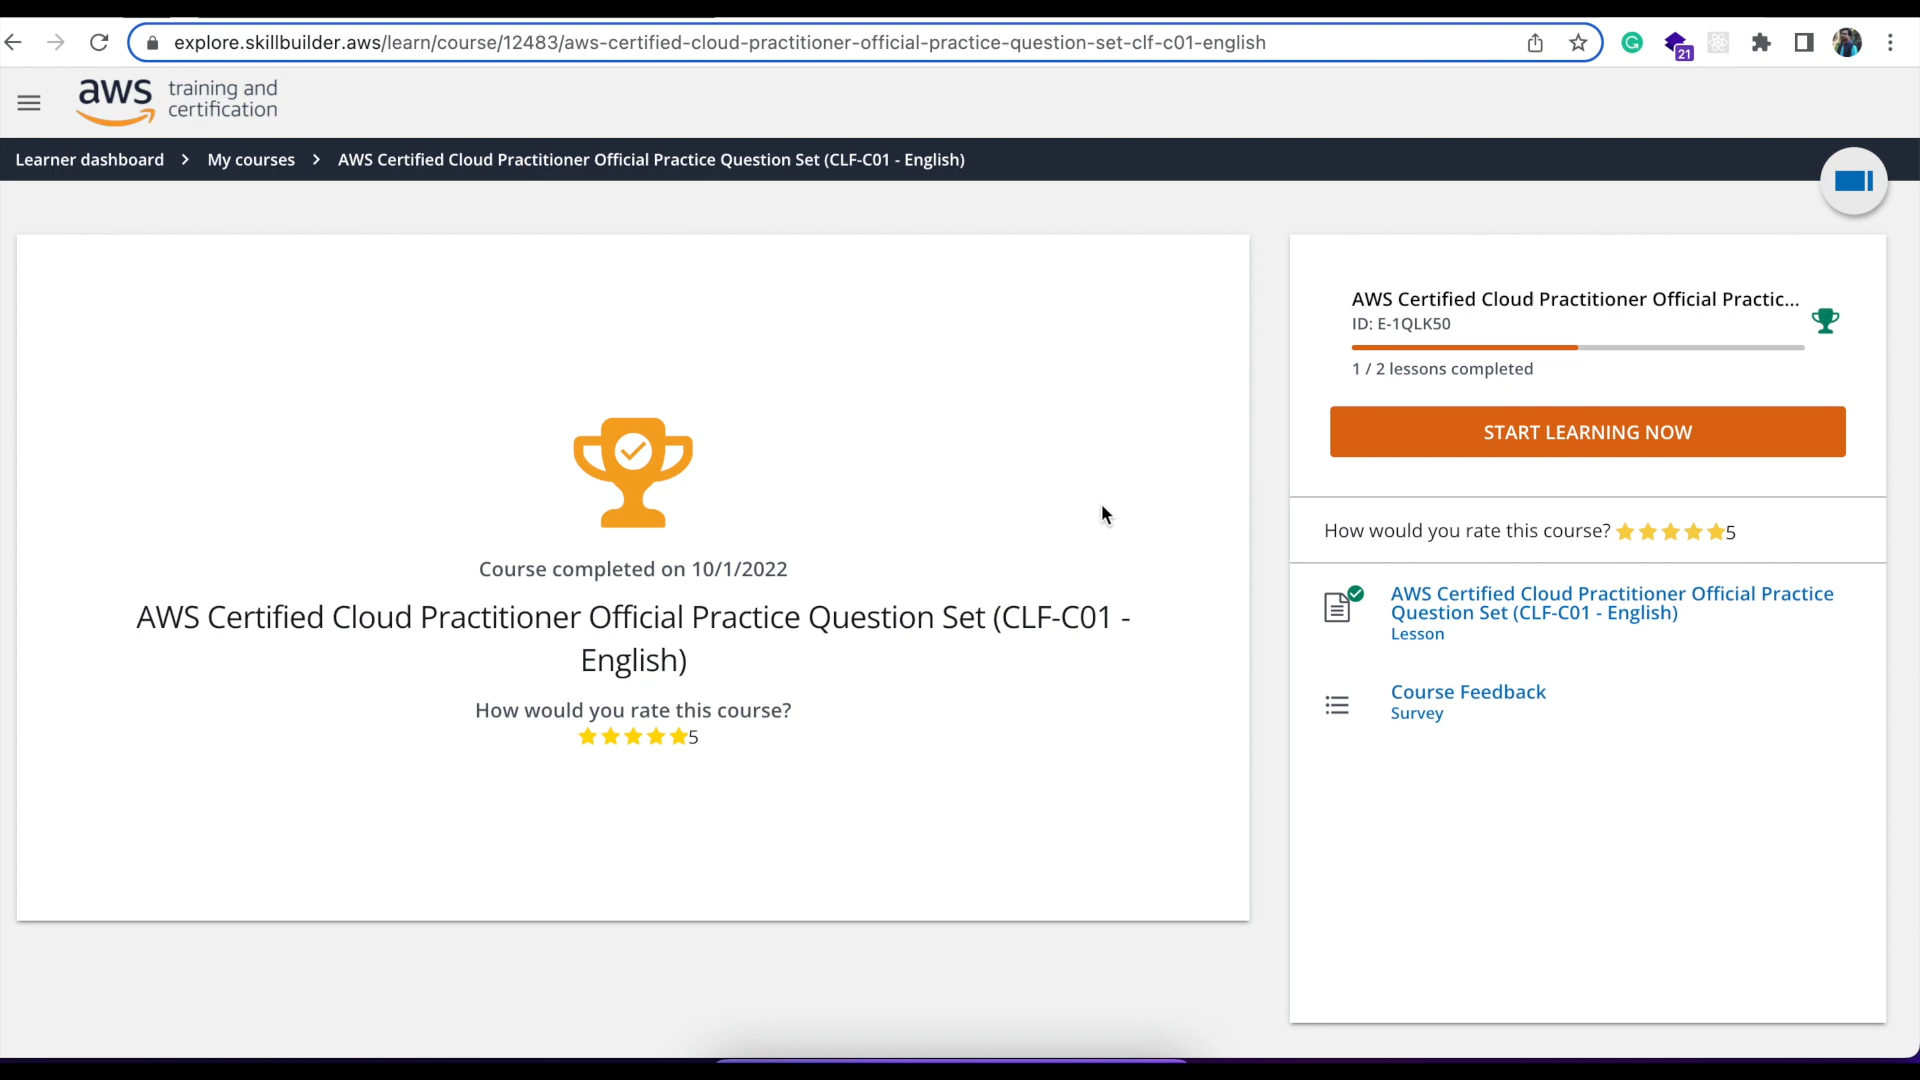 explore.skillbuilder.aws/learn/course/12483/aws-certified-cloud-practitioner-official-practice-question-set-clf-c01-english
21
aws training and
certification
Learner dashboard > My courses > AWS Certified Cloud Practitioner Official Practice Question Set (CLF-C01 - English)
Course completed on 10/1/2022
AWS Certified Cloud Practitioner Official Practice Question Set (CLF-C01 -
English)
How would you rate this course?
5
AWS Certified Cloud Practitioner Official Practic...
ID: E-1QLK50
1 / 2 lessons completed
START LEARNING NOW
How would you rate this course? 5
AWS Certified Cloud Practitioner Official Practice
Question Set (CLF-C01 - English)
Lesson
Course Feedback
Survey